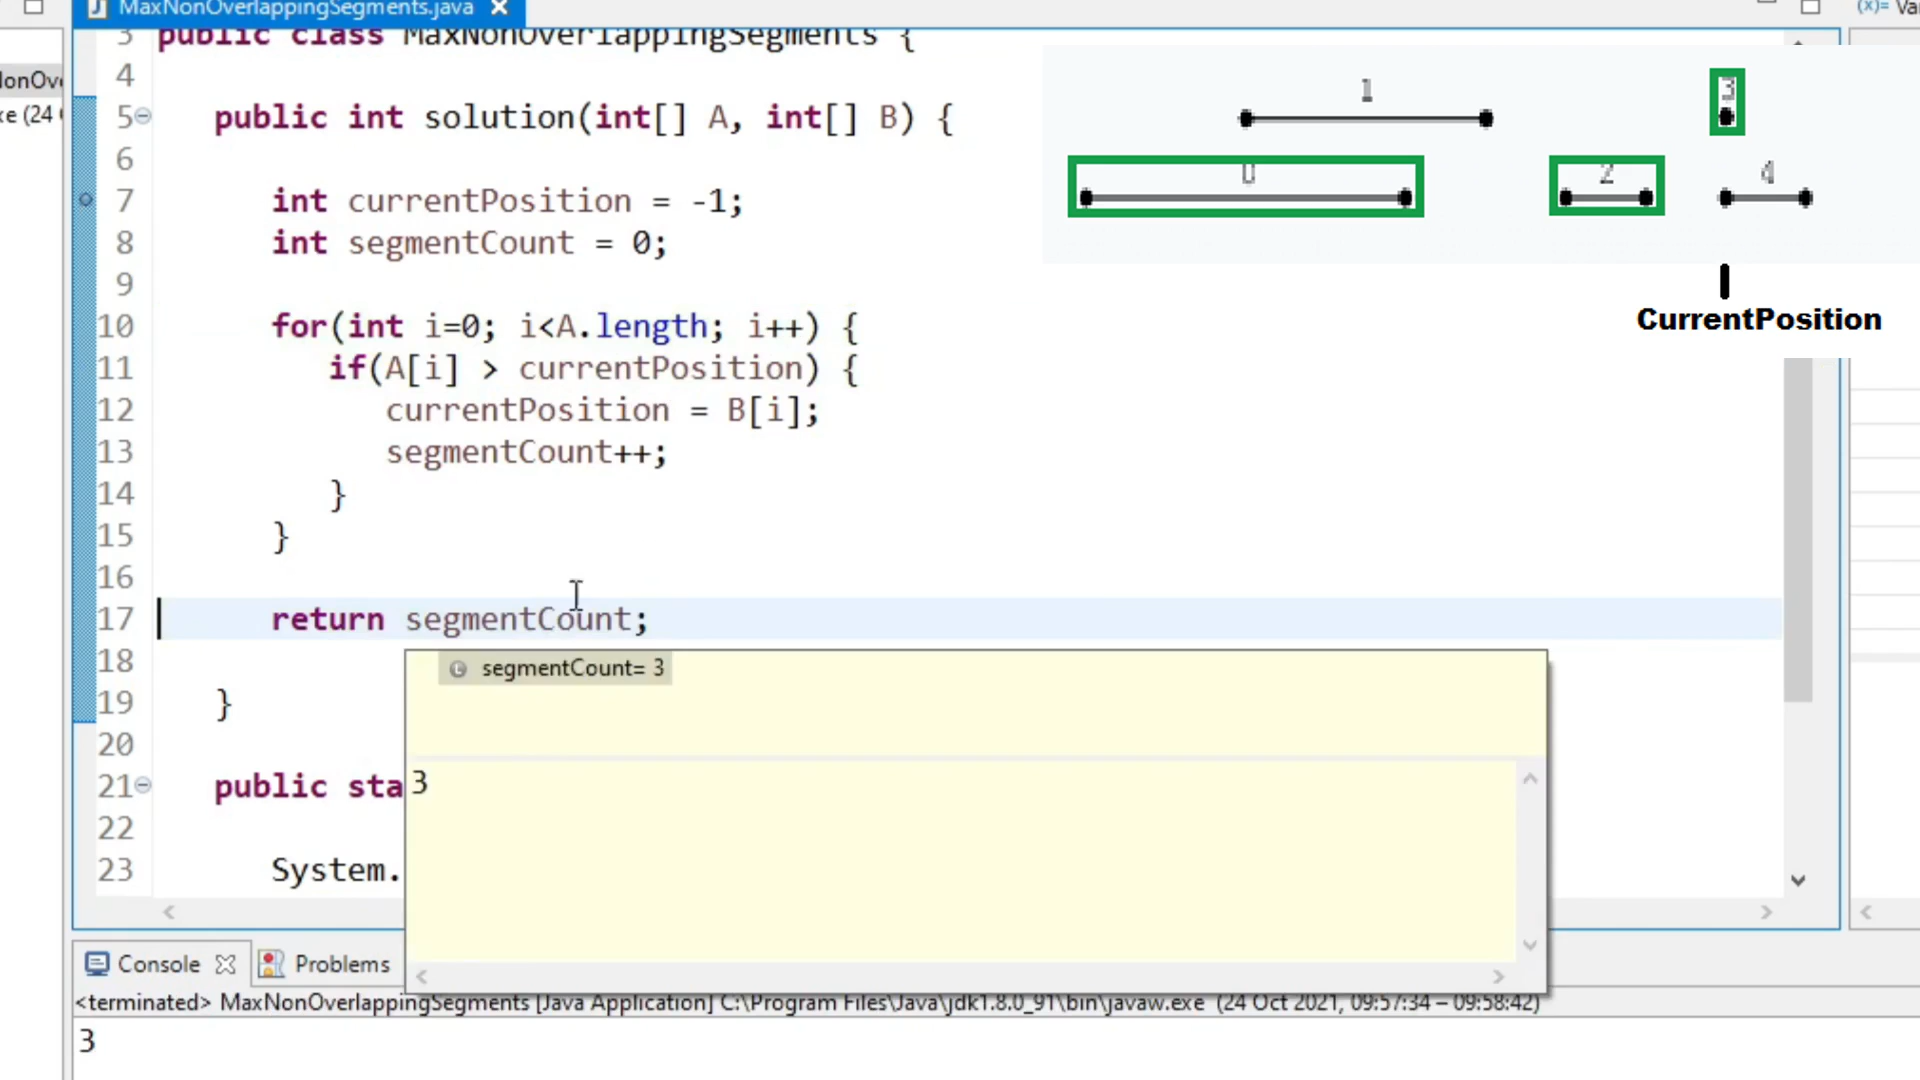 MaxNonOverlappingSegments.java
(x)= Va
3 public class MaxNonOverlappingSegments {
4
5 public int solution(int[] A, int[] B) {
6
7 int currentPosition = -1;
8 int segmentCount = 0;
9
10 for(int i=0; i<A.length; i++) {
11 if(A[i] > currentPosition) {
12 currentPosition = B[i];
13 segmentCount++;
14 }
15 }
16
17 return segmentCount;
18
19 }
20
21 public sta
22
23 System.
lonOv
xe (24
1
3
0
2
4
CurrentPosition
segmentCount= 3
3
Console
Problems
<terminated> MaxNonOverlappingSegments [Java Application] C:\Program Files\Java\jdk1.8.0_91\bin\javaw.exe (24 Oct 2021, 09:57:34 – 09:58:42)
3